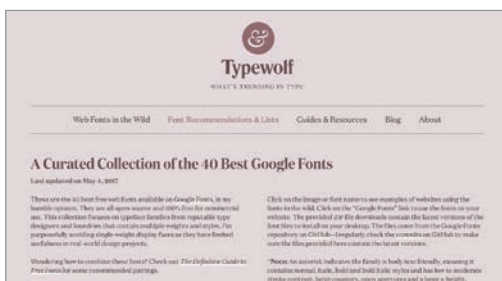 &
Typewolf
WHAT'S TRENDING IN TYPE
Web Fonts in the Wild Font Recommendations & Lists Guides & Resources Blog About
A Curated Collection of the 40 Best Google Fonts
Last updated on May 4, 2017
These are the 40 best free web fonts available on Google Fonts, in my
humble opinion. They are all open source and 100% free for commercial
use. This collection focuses on typeface families from reputable type
designers and foundries that contain multiple weights and styles. I'm
purposefully avoiding single-weight display faces as they have limited
usefulness in real-world design projects.
Wondering how to combine these fonts? Check out The Definitive Guide to
Free Fonts for some recommended pairings.
Click on the image or font name to see examples of websites using the
fonts in the wild. Click on the "Google Fonts" link to use the fonts on your
website. The provided ZIP file downloads contain the latest versions of the
font files to install on your desktop. The files come from the Google Fonts
repository on GitHub—I regularly check the commits on GitHub to make
sure the files provided here contain the latest versions.
*Note: An asterisk indicates the family is body text friendly, meaning it
contains normal, italic, bold and bold italic styles and has low to moderate
stroke contrast, large counters, open apertures and a large x-height.